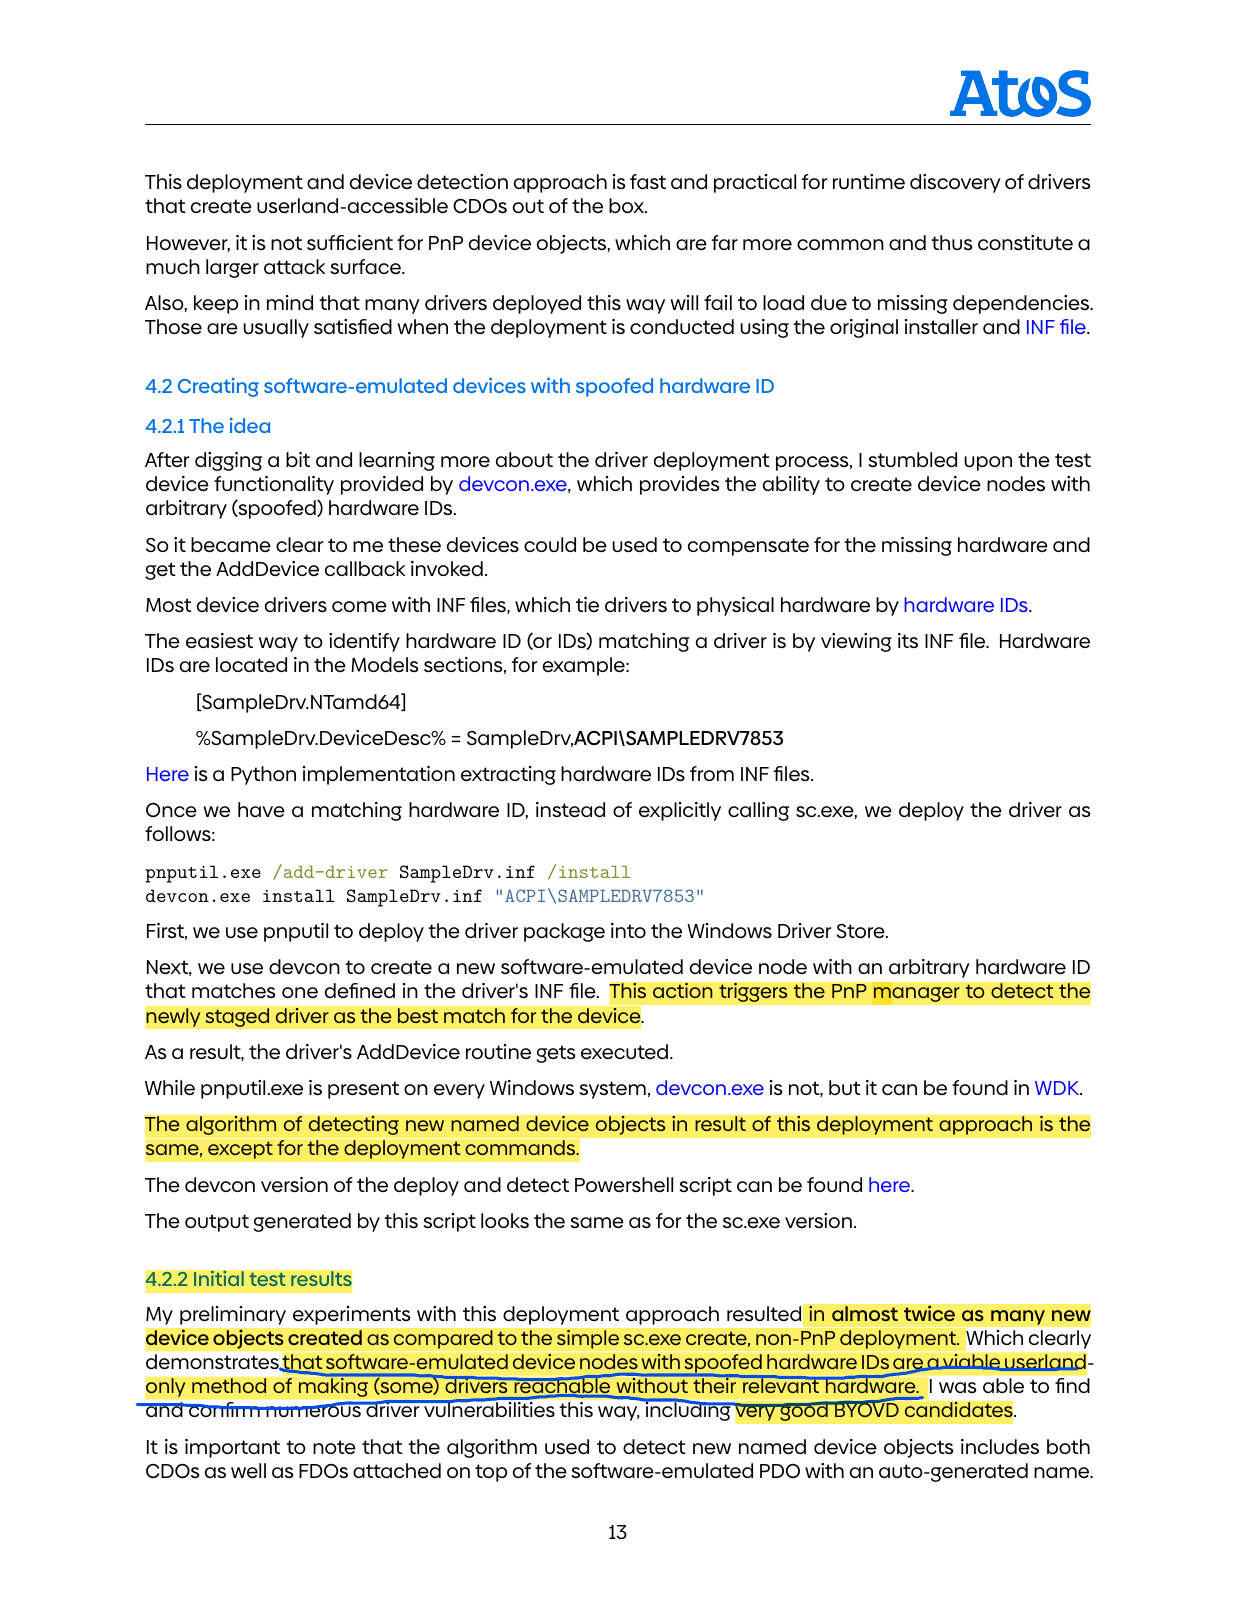 Atos
This deployment and device detection approach is fast and practical for runtime discovery of drivers
that create userland-accessible CDOs out of the box.
However, it is not sufficient for PnP device objects, which are far more common and thus constitute a
much larger attack surface.
Also, keep in mind that many drivers deployed this way will fail to load due to missing dependencies.
Those are usually satisfied when the deployment is conducted using the original installer and INF file.
4.2 Creating software-emulated devices with spoofed hardware ID
4.2.1 The idea
After digging a bit and learning more about the driver deployment process, I stumbled upon the test
device functionality provided by devcon.exe, which provides the ability to create device nodes with
arbitrary (spoofed) hardware IDs.
So it became clear to me these devices could be used to compensate for the missing hardware and
get the AddDevice callback invoked.
Most device drivers come with INF files, which tie drivers to physical hardware by hardware IDs.
The easiest way to identify hardware ID (or IDs) matching a driver is by viewing its INF file. Hardware
IDs are located in the Models sections, for example:
[SampleDrv.NTamd64]
%SampleDrv.DeviceDesc% = SampleDrv,ACPI\SAMPLEDRV7853
Here is a Python implementation extracting hardware IDs from INF files.
Once we have a matching hardware ID, instead of explicitly calling sc.exe, we deploy the driver as
follows:
pnputil.exe /add-driver SampleDrv.inf /install
devcon.exe install SampleDrv.inf "ACPI\SAMPLEDRV7853"
First, we use pnputil to deploy the driver package into the Windows Driver Store.
Next, we use devcon to create a new software-emulated device node with an arbitrary hardware ID
that matches one defined in the driver's INF file. This action triggers the PnP manager to detect the
newly staged driver as the best match for the device.
As a result, the driver's AddDevice routine gets executed.
While pnputil.exe is present on every Windows system, devcon.exe is not, but it can be found in WDK.
The algorithm of detecting new named device objects in result of this deployment approach is the
same, except for the deployment commands.
The devcon version of the deploy and detect Powershell script can be found here.
The output generated by this script looks the same as for the sc.exe version.
4.2.2 Initial test results
My preliminary experiments with this deployment approach resulted in almost twice as many new
device objects created as compared to the simple sc.exe create, non-PnP deployment. Which clearly
demonstrates that software-emulated device nodes with spoofed hardware IDs are a viable userland-
only method of making (some) drivers reachable without their relevant hardware. I was able to find
and confirm numerous driver vulnerabilities this way, including very good BYOVD candidates.
It is important to note that the algorithm used to detect new named device objects includes both
CDOs as well as FDOs attached on top of the software-emulated PDO with an auto-generated name.
13